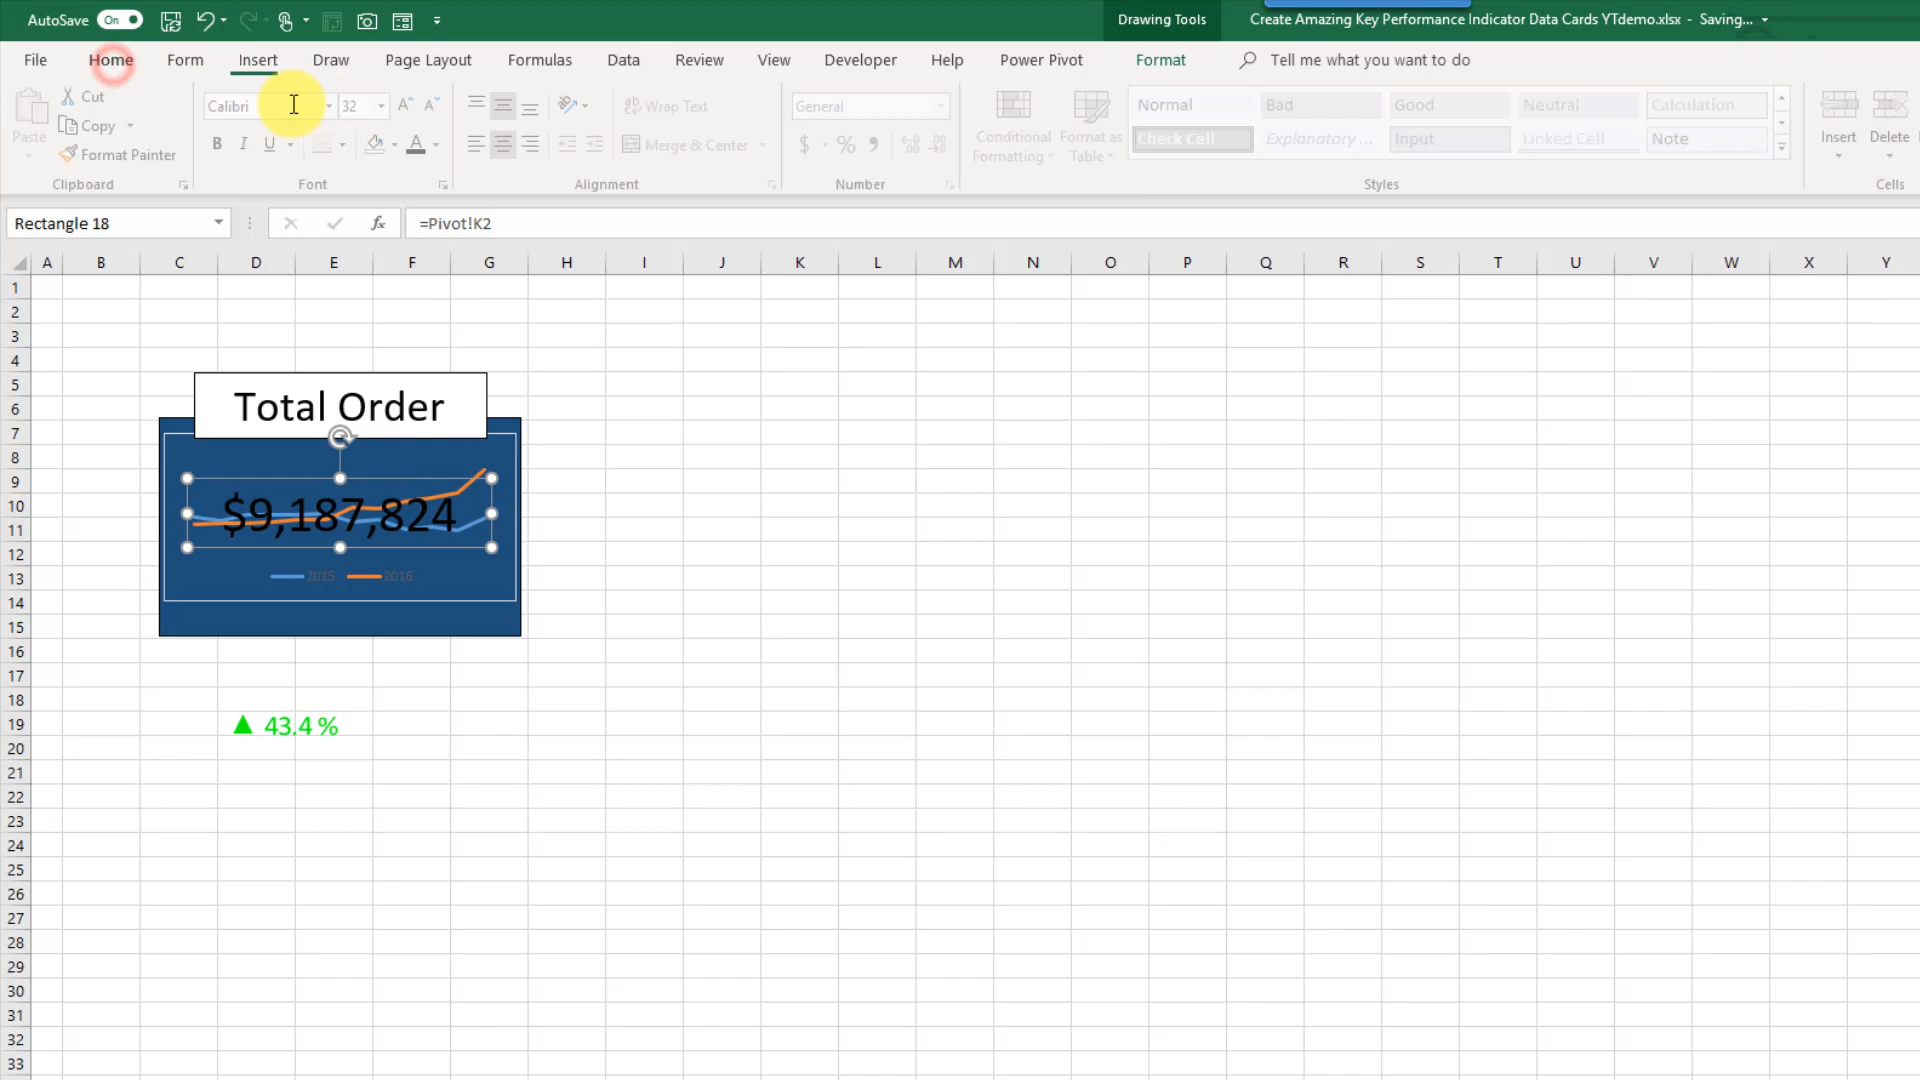 AutoSave On Drawing Tools Create Amazing Key Performance Indicator Data Cards YTdemo.xlsx - Saving...
File Home Form Insert Draw Page Layout Formulas Data Review View Developer Help Power Pivot Format Tell me what you want to do
Paste
Cut
Copy
Format Painter
Clipboard
Calibri 32 A A
B I U A
Font
Wrap Text
Merge & Center
Alignment
General
$ % 9
Number
Conditional Formatting
Format as Table
Normal Bad Good Neutral Calculation
Check Cell Explanatory ... Input Linked Cell Note
Styles
Insert Delete
Cells
Rectangle 18 fx =Pivot!K2
A B C D E F G H I J K L M N O P Q R S T U V W X Y
1
2
3
4
5
6
7
8
9
10
11
12
13
14
15
16
17
18
19
20
21
22
23
24
25
26
27
28
29
30
31
32
33
Total Order
$9,187,824
2015 2016
▲ 43.4 %